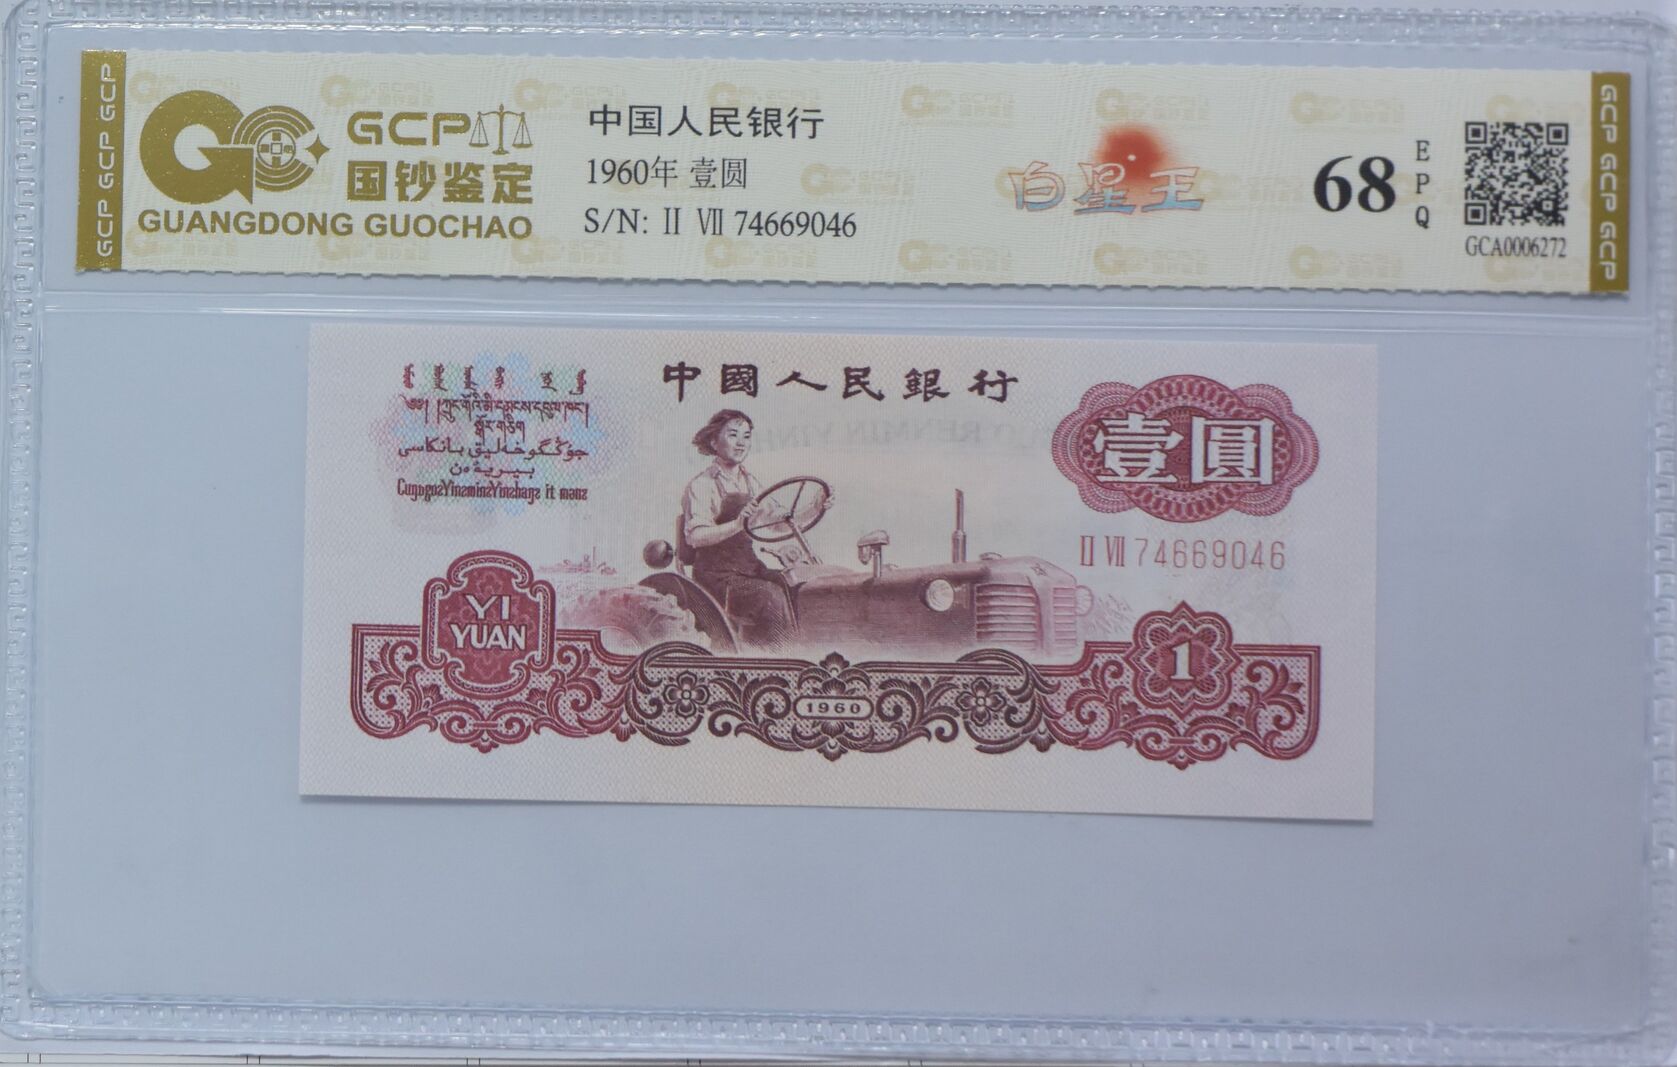 GCP GCP GCP
GCP
国钞鉴定
GUANGDONG GUOCHAO
中国人民银行
1960年 壹圆
S/N: Ⅱ Ⅶ 74669046
白星王
68
EPQ
GCA0006272
GCP GCP GCP
中國人民銀行
壹圓
Ⅱ Ⅶ 74669046
YI
YUAN
1960
1